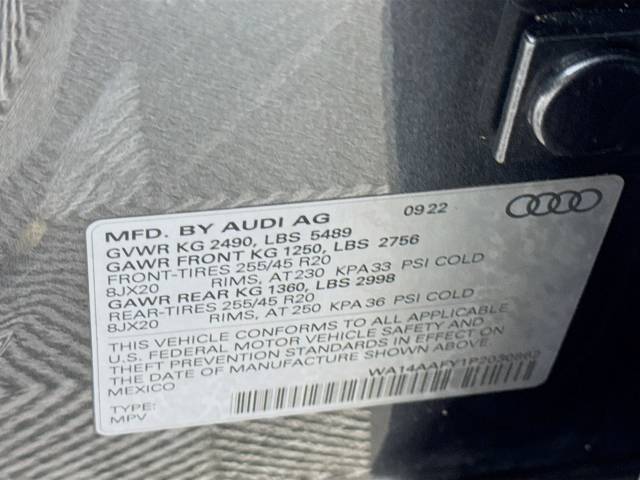 MFD. BY AUDI AG 09 22
GVWR KG 2490, LBS 5489
GAWR FRONT KG 1250, LBS 2756
FRONT-TIRES 255/45 R20
8JX20 RIMS, AT 230 KPA 33 PSI COLD
GAWR REAR KG 1360, LBS 2998
REAR-TIRES 255/45 R20
8JX20 RIMS, AT 250 KPA 36 PSI COLD
THIS VEHICLE CONFORMS TO ALL APPLICABLE
U.S. FEDERAL MOTOR VEHICLE SAFETY AND
THEFT PREVENTION STANDARDS IN EFFECT ON
THE DATE OF MANUFACTURE SHOWN ABOVE.
MEXICO
WA14AAFY1P2030862
TYPE:
MPV